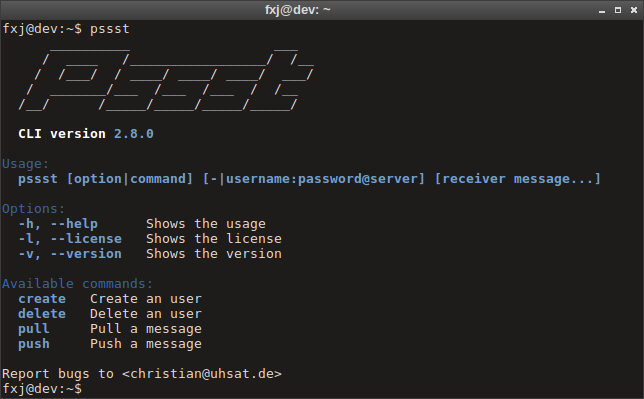 fxj@dev: ~
fxj@dev:~$ pssst
Pssst
CLI version 2.8.0
Usage:
pssst [option|command] [-|username:password@server] [receiver message...]
Options:
-h, --help Shows the usage
-l, --license Shows the license
-v, --version Shows the version
Available commands:
create Create an user
delete Delete an user
pull Pull a message
push Push a message
Report bugs to <christian@uhsat.de>
fxj@dev:~$